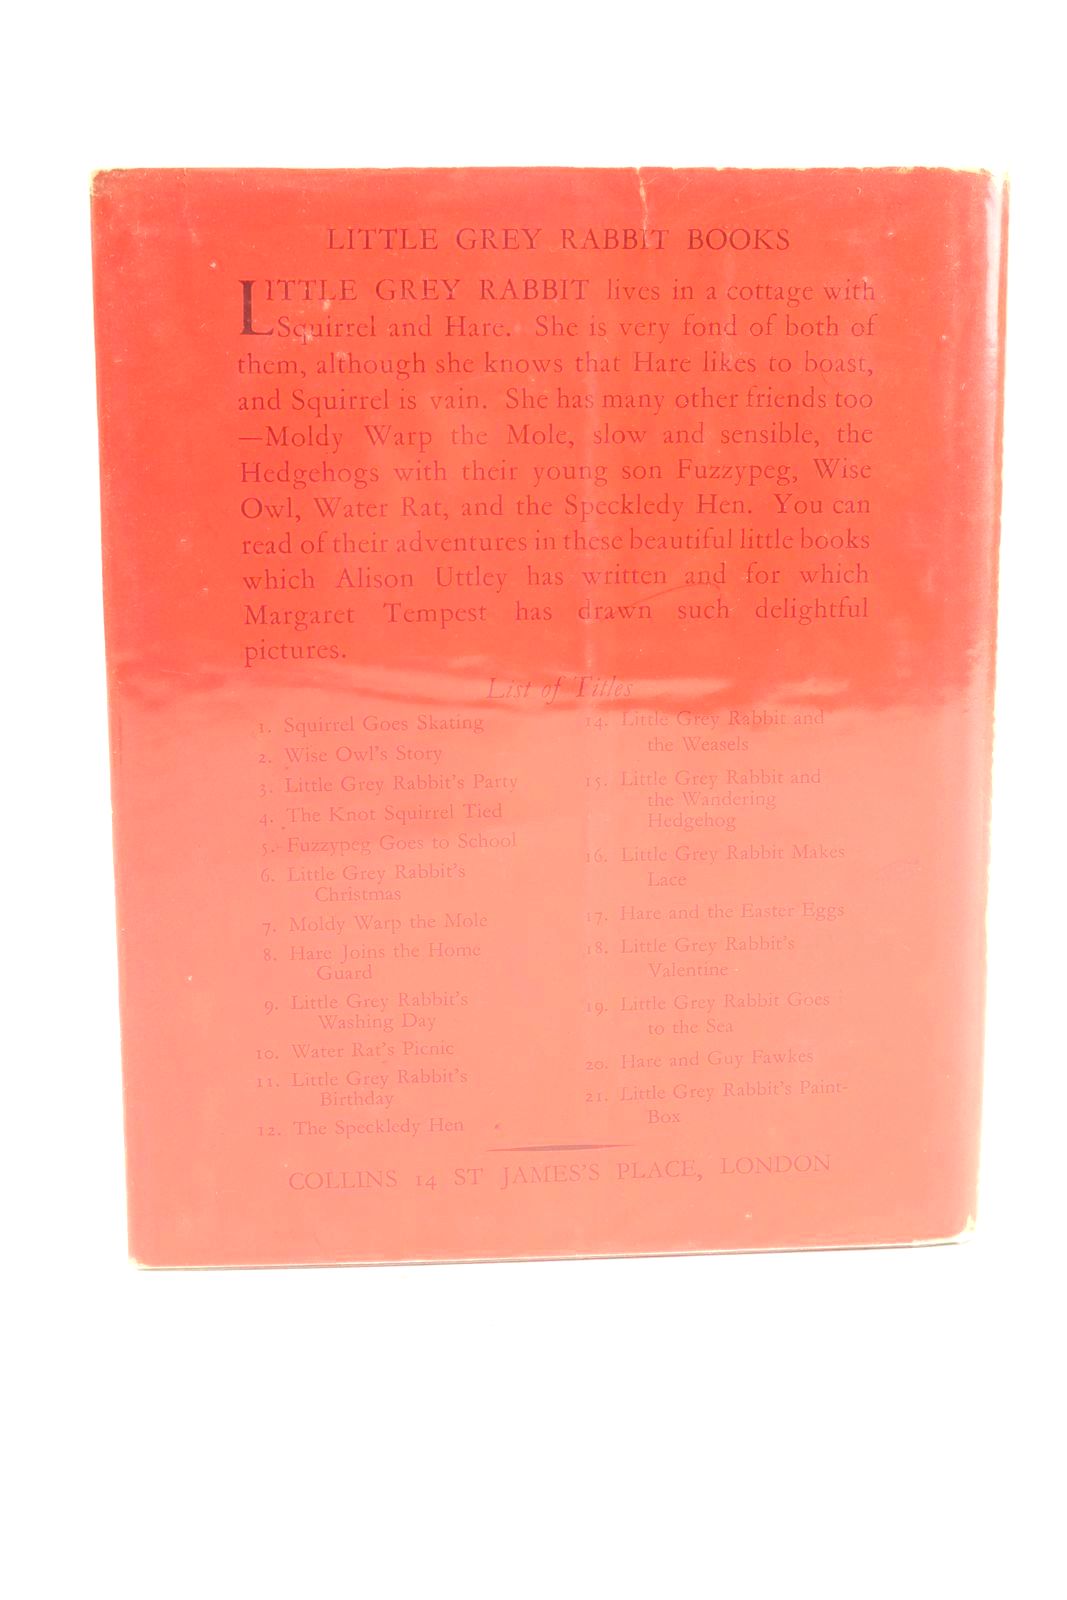 LITTLE GREY RABBIT BOOKS
LITTLE GREY RABBIT lives in a cottage with
Squirrel and Hare. She is very fond of both of
them, although she knows that Hare likes to boast,
and Squirrel is vain. She has many other friends too
—Moldy Warp the Mole, slow and sensible, the
Hedgehogs with their young son Fuzzypeg, Wise
Owl, Water Rat, and the Speckledy Hen. You can
read of their adventures in these beautiful little books
which Alison Uttley has written and for which
Margaret Tempest has drawn such delightful
pictures.
List of Titles
1. Squirrel Goes Skating
2. Wise Owl's Story
3. Little Grey Rabbit's Party
4. The Knot Squirrel Tied
5. Fuzzypeg Goes to School
6. Little Grey Rabbit's
Christmas
7. Moldy Warp the Mole
8. Hare Joins the Home
Guard
9. Little Grey Rabbit's
Washing Day
10. Water Rat's Picnic
11. Little Grey Rabbit's
Birthday
12. The Speckledy Hen
14. Little Grey Rabbit and
the Weasels
15. Little Grey Rabbit and
the Wandering
Hedgehog
16. Little Grey Rabbit Makes
Lace
17. Hare and the Easter Eggs
18. Little Grey Rabbit's
Valentine
19. Little Grey Rabbit Goes
to the Sea
20. Hare and Guy Fawkes
21. Little Grey Rabbit's Paint-
Box
COLLINS 14 ST JAMES'S PLACE, LONDON